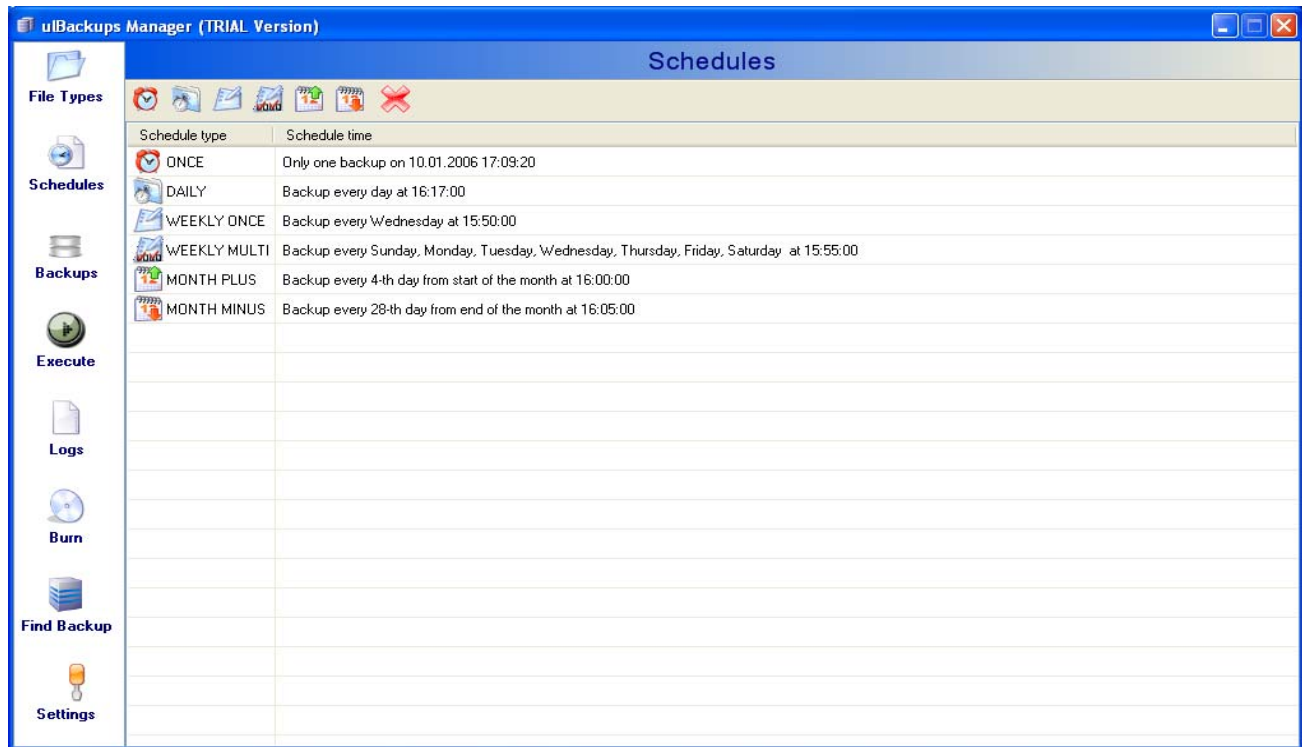 ulBackups Manager (TRIAL Version)
Schedules
File Types
Schedules
Backups
Execute
Logs
Burn
Find Backup
Settings
Schedule type Schedule time
ONCE Only one backup on 10.01.2006 17:09:20
DAILY Backup every day at 16:17:00
WEEKLY ONCE Backup every Wednesday at 15:50:00
WEEKLY MULTI Backup every Sunday, Monday, Tuesday, Wednesday, Thursday, Friday, Saturday at 15:55:00
MONTH PLUS Backup every 4-th day from start of the month at 16:00:00
MONTH MINUS Backup every 28-th day from end of the month at 16:05:00